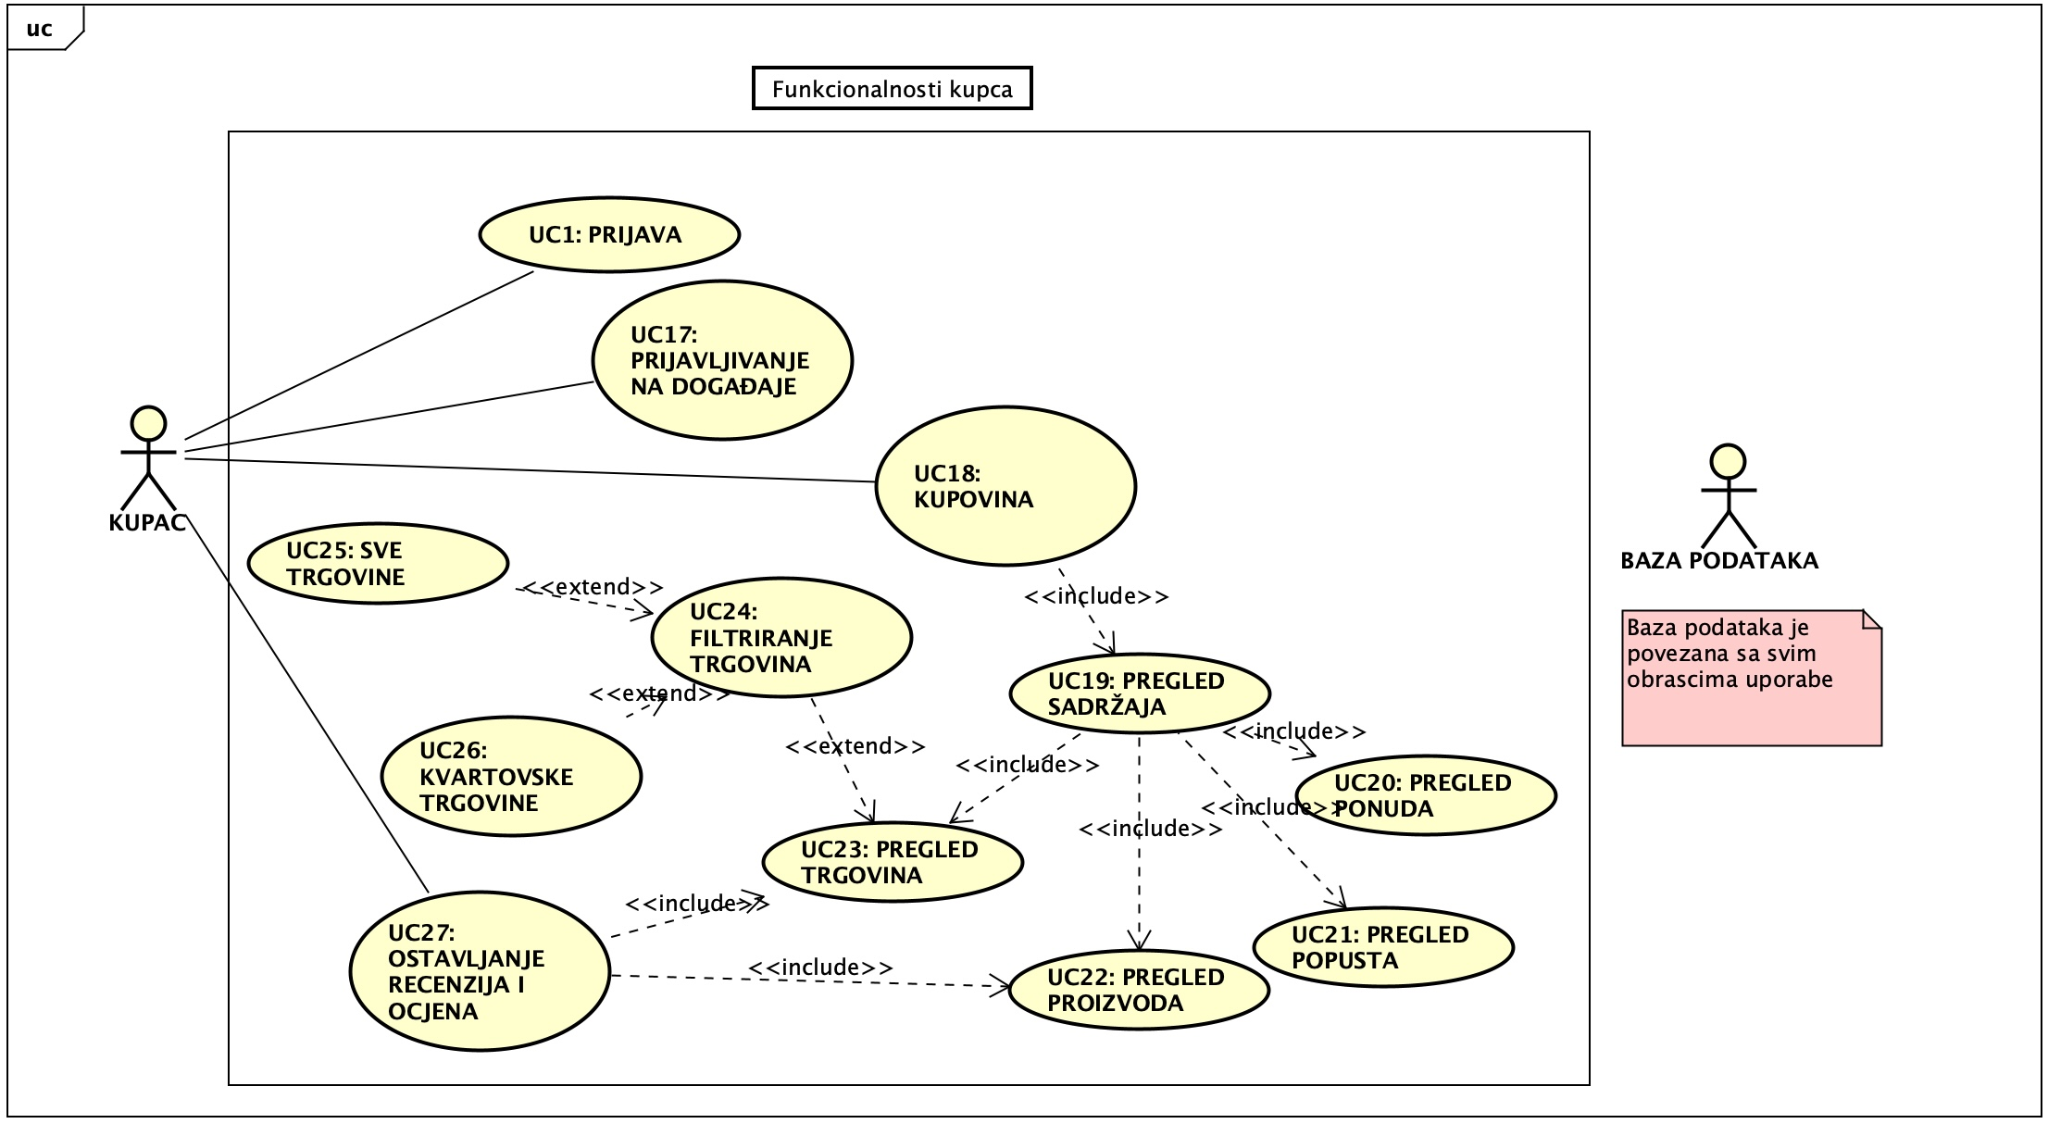 uc
Funkcionalnosti kupca
UC1: PRIJAVA
UC17:
PRIJAVLJIVANJE
NA DOGAĐAJE
UC18:
KUPOVINA
KUPAC
BAZA PODATAKA
UC25: SVE
TRGOVINE
<<extend>>
UC24:
FILTRIRANJE
TRGOVINA
<<include>>
Baza podataka je
povezana sa svim
obrascima uporabe
<<extend>>
UC19: PREGLED
SADRŽAJA
UC26:
KVARTOVSKE
TRGOVINE
<<extend>>
<<include>>
<<include>>
UC20: PREGLED
PONUDA
<<include>>
<<include>>
UC23: PREGLED
TRGOVINA
<<include>>
UC27:
OSTAVLJANJE
RECENZIJA I
OCJENA
<<include>>
UC22: PREGLED
PROIZVODA
UC21: PREGLED
POPUSTA